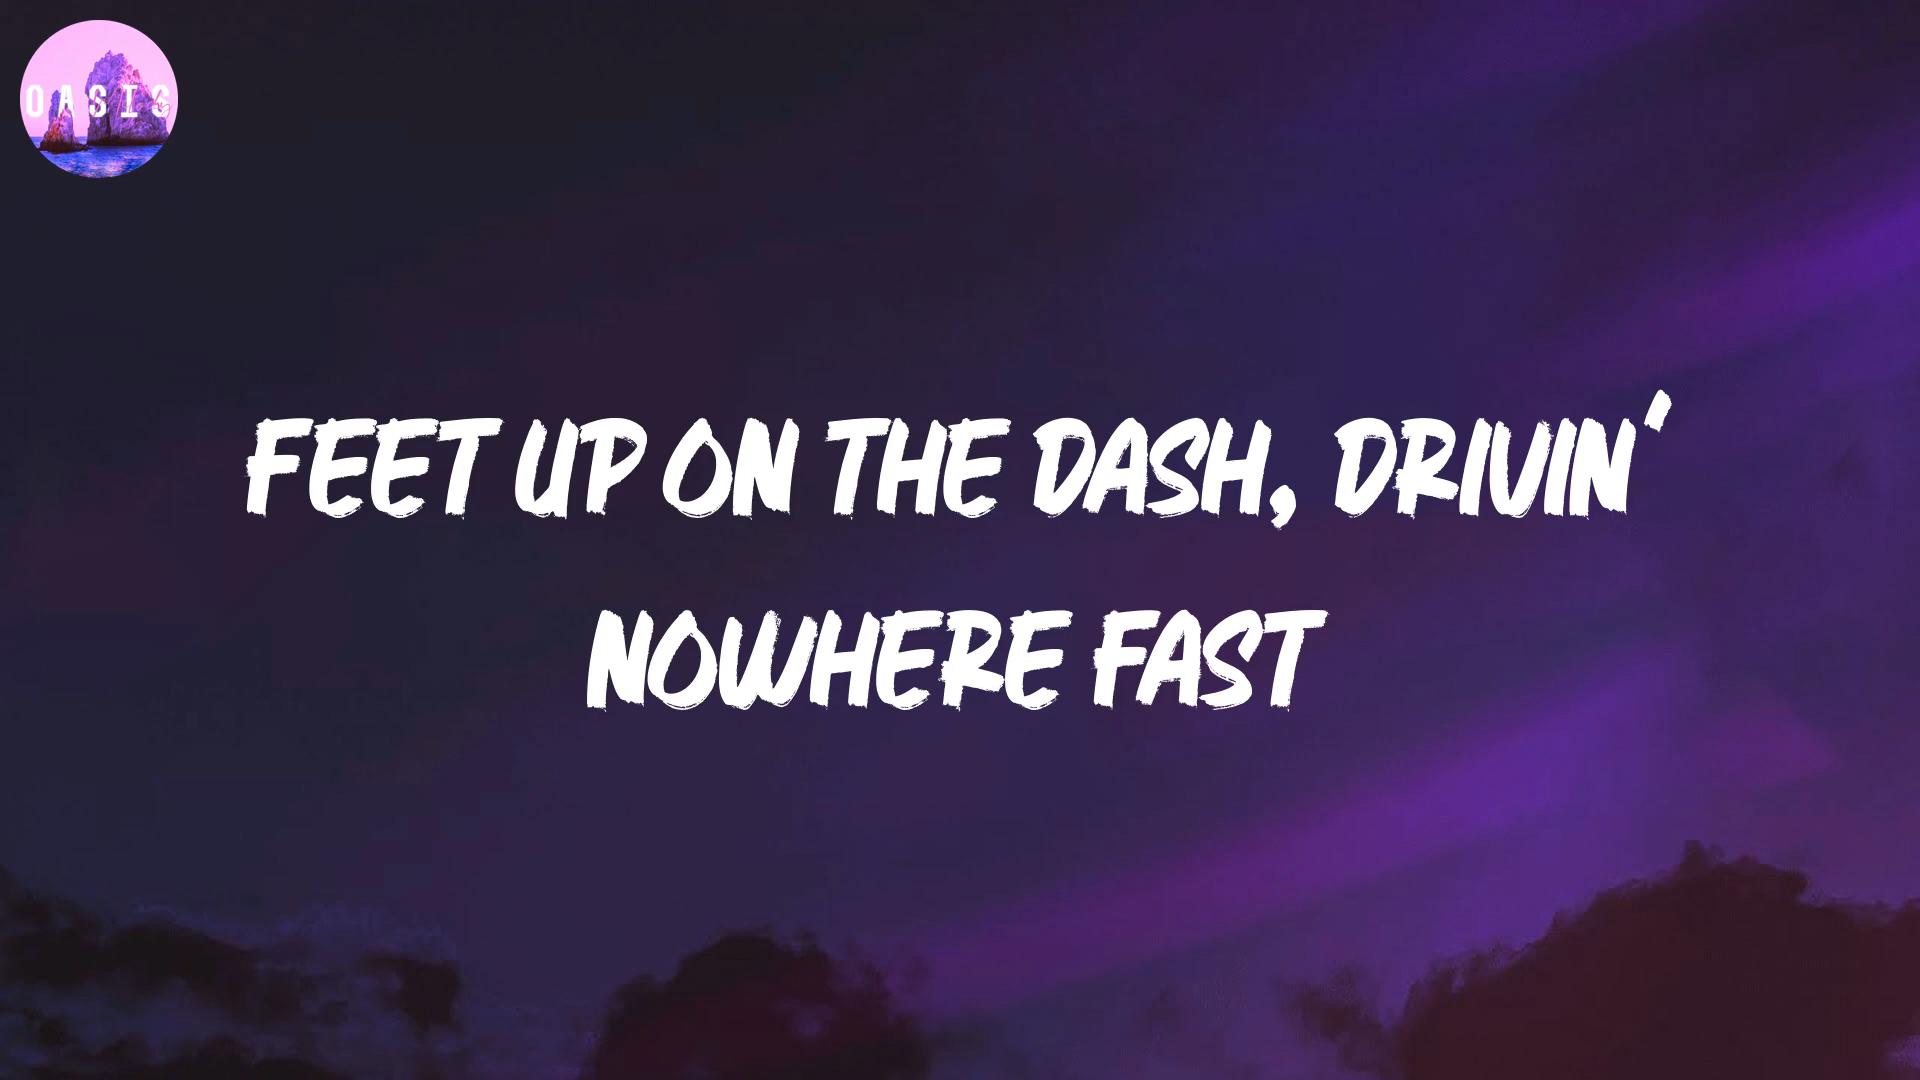 OASIS
FEET UP ON THE DASH, DRIVIN'
NOWHERE FAST